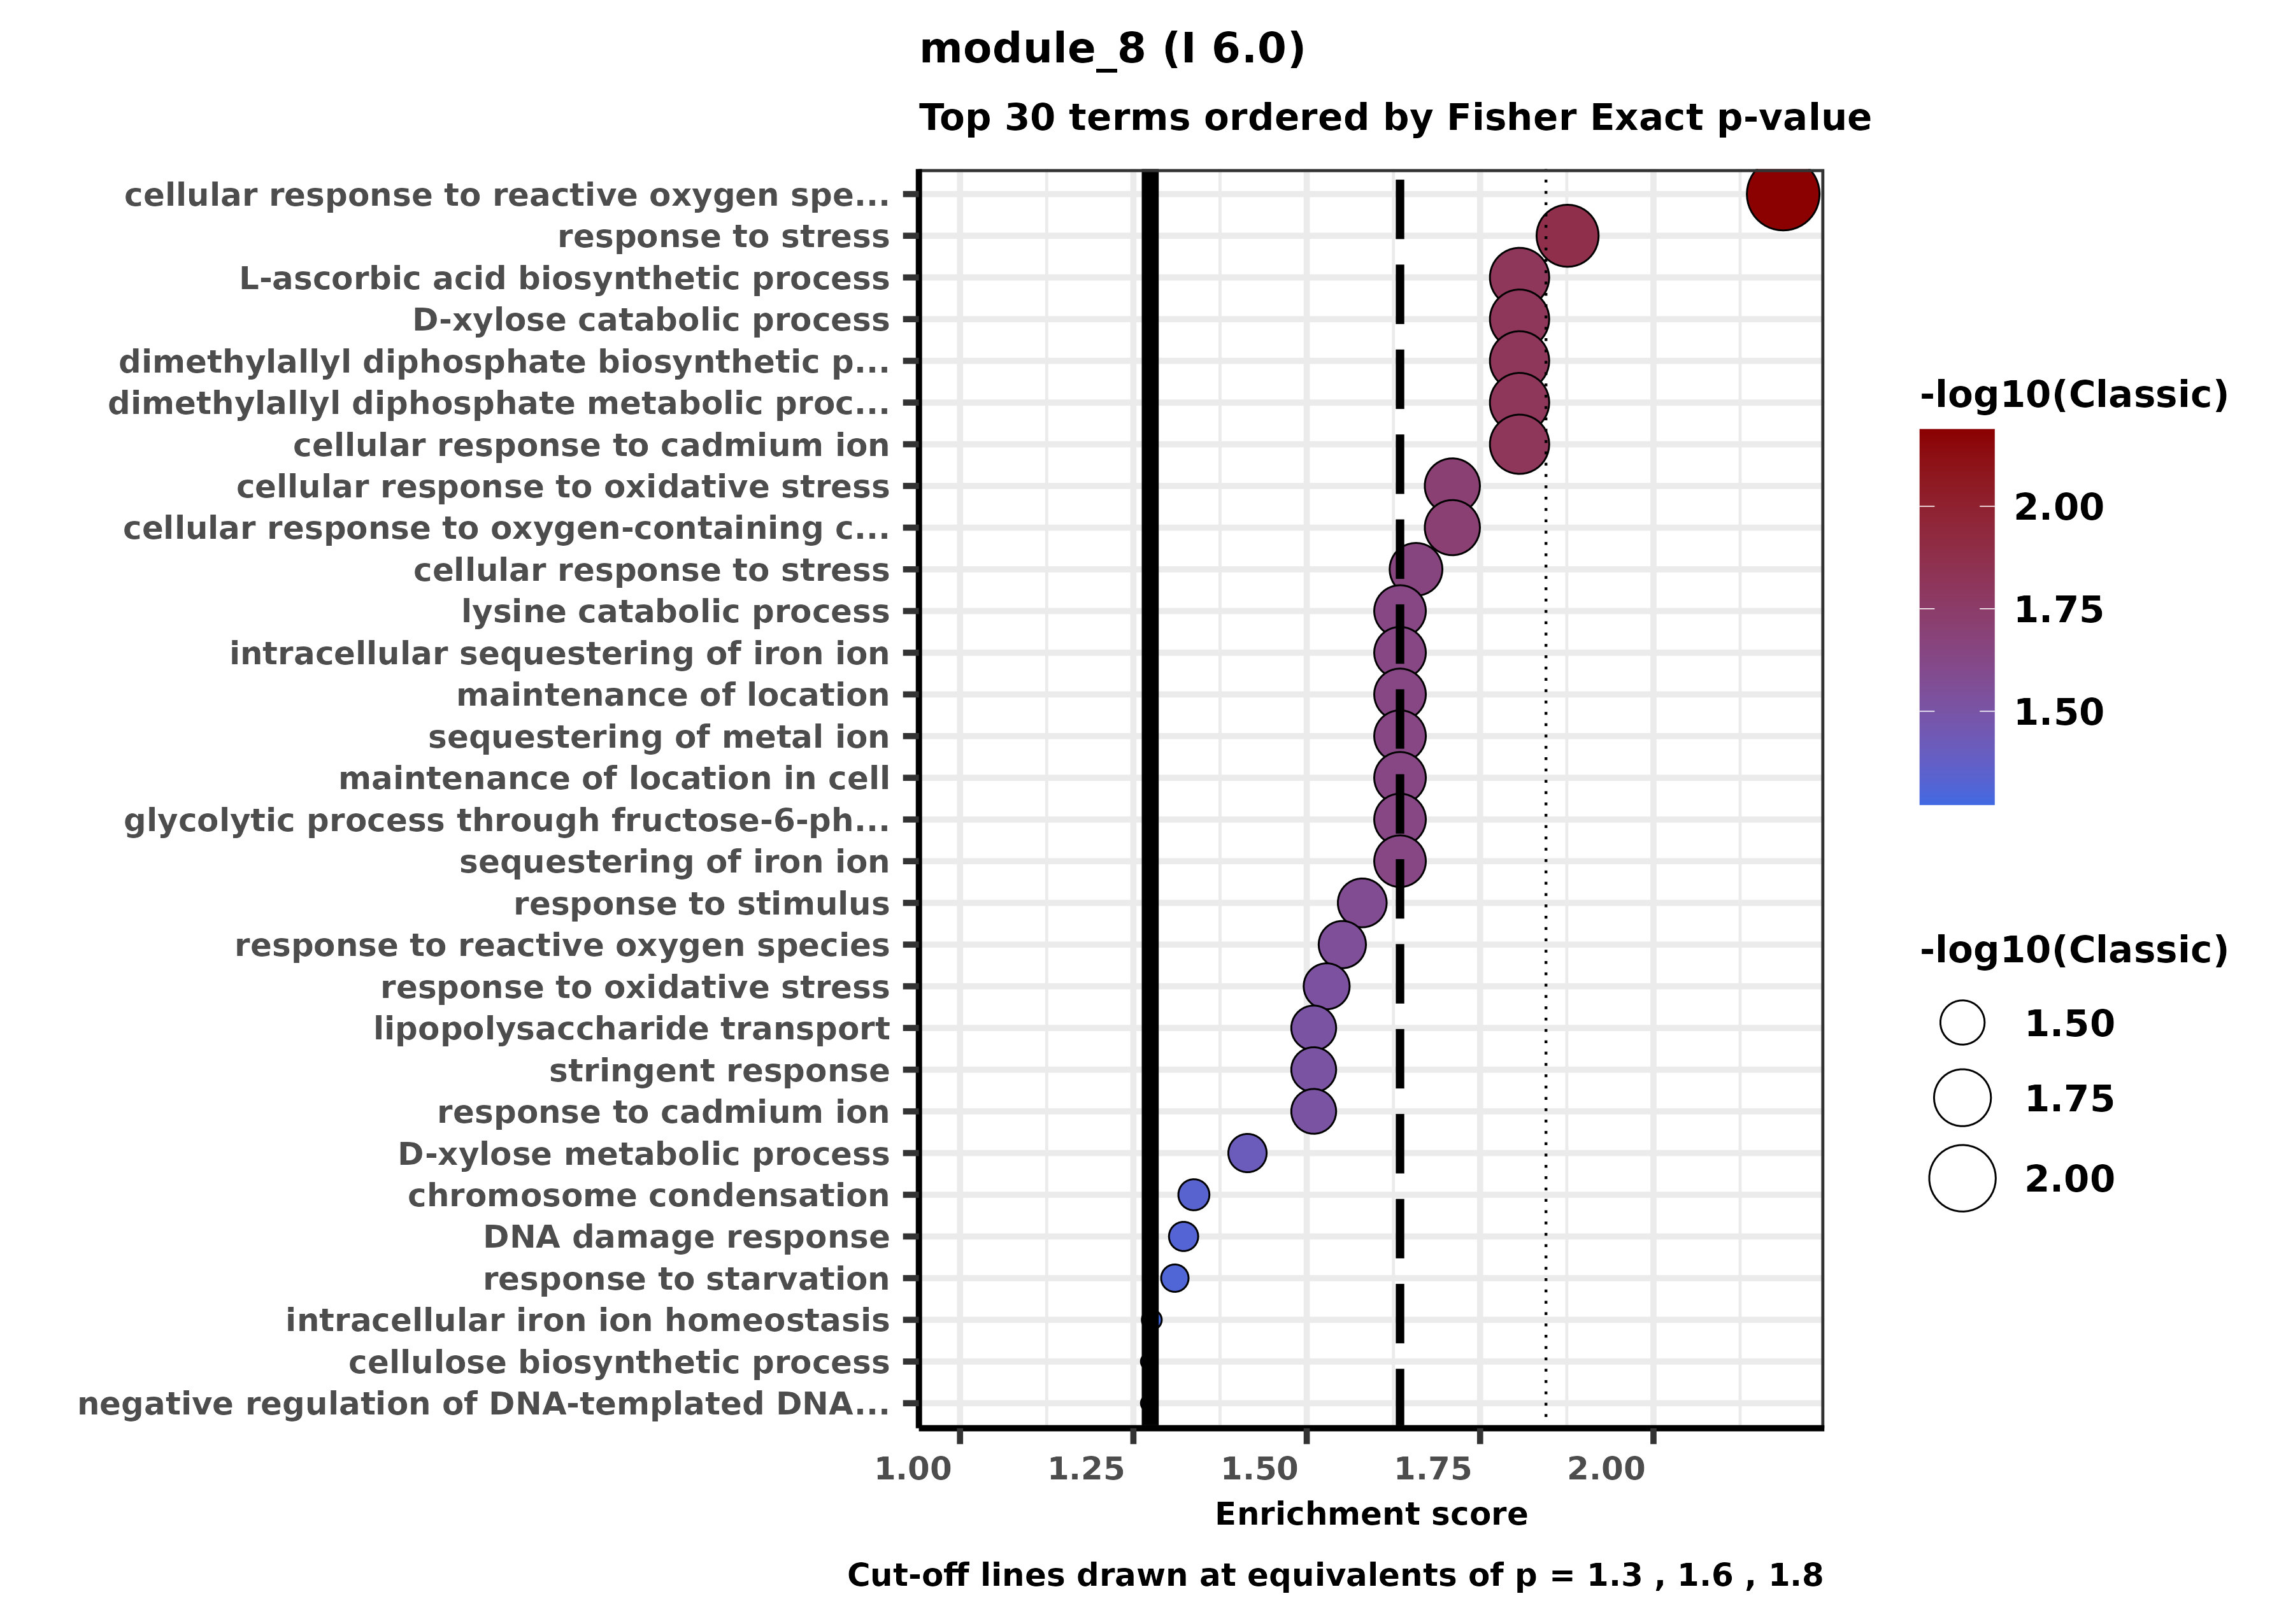 module_8 (I 6.0)
Top 30 terms ordered by Fisher Exact p-value
cellular response to reactive oxygen spe...
response to stress
L-ascorbic acid biosynthetic process
D-xylose catabolic process
dimethylallyl diphosphate biosynthetic p...
dimethylallyl diphosphate metabolic proc...
cellular response to cadmium ion
cellular response to oxidative stress
cellular response to oxygen-containing c...
cellular response to stress
lysine catabolic process
intracellular sequestering of iron ion
maintenance of location
sequestering of metal ion
maintenance of location in cell
glycolytic process through fructose-6-ph...
sequestering of iron ion
response to stimulus
response to reactive oxygen species
response to oxidative stress
lipopolysaccharide transport
stringent response
response to cadmium ion
D-xylose metabolic process
chromosome condensation
DNA damage response
response to starvation
intracellular iron ion homeostasis
cellulose biosynthetic process
negative regulation of DNA-templated DNA...
1.00 1.25 1.50 1.75 2.00
Enrichment score
Cut-off lines drawn at equivalents of p = 1.3 , 1.6 , 1.8
-log10(Classic)
2.00
1.75
1.50
-log10(Classic)
1.50
1.75
2.00